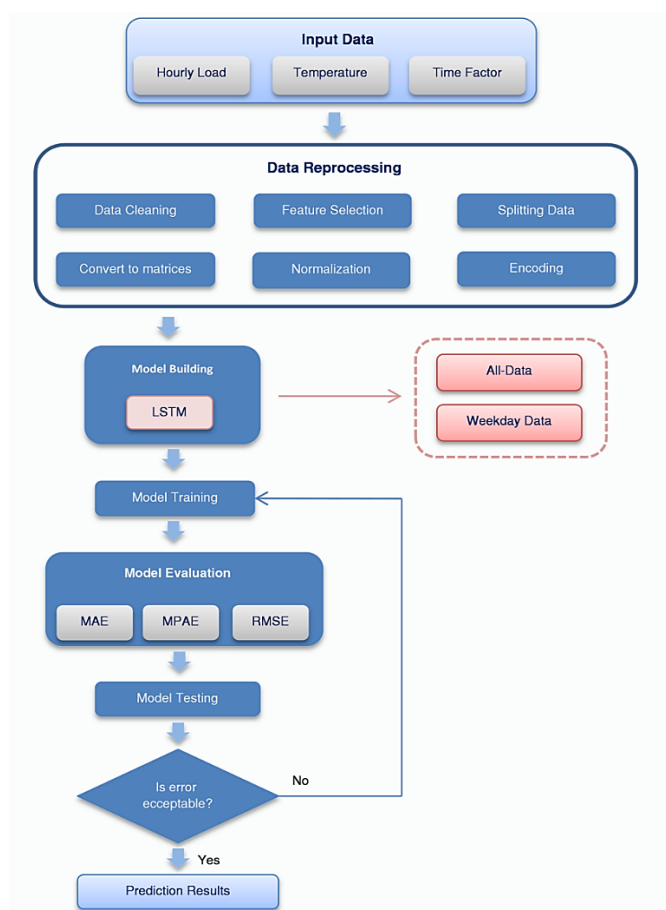 Input Data
Hourly Load
Temperature
Time Factor
Data Reprocessing
Data Cleaning
Feature Selection
Splitting Data
Convert to matrices
Normalization
Encoding
Model Building
LSTM
All-Data
Weekday Data
Model Training
Model Evaluation
MAE
MPAE
RMSE
Model Testing
Is error
ecceptable?
No
Yes
Prediction Results